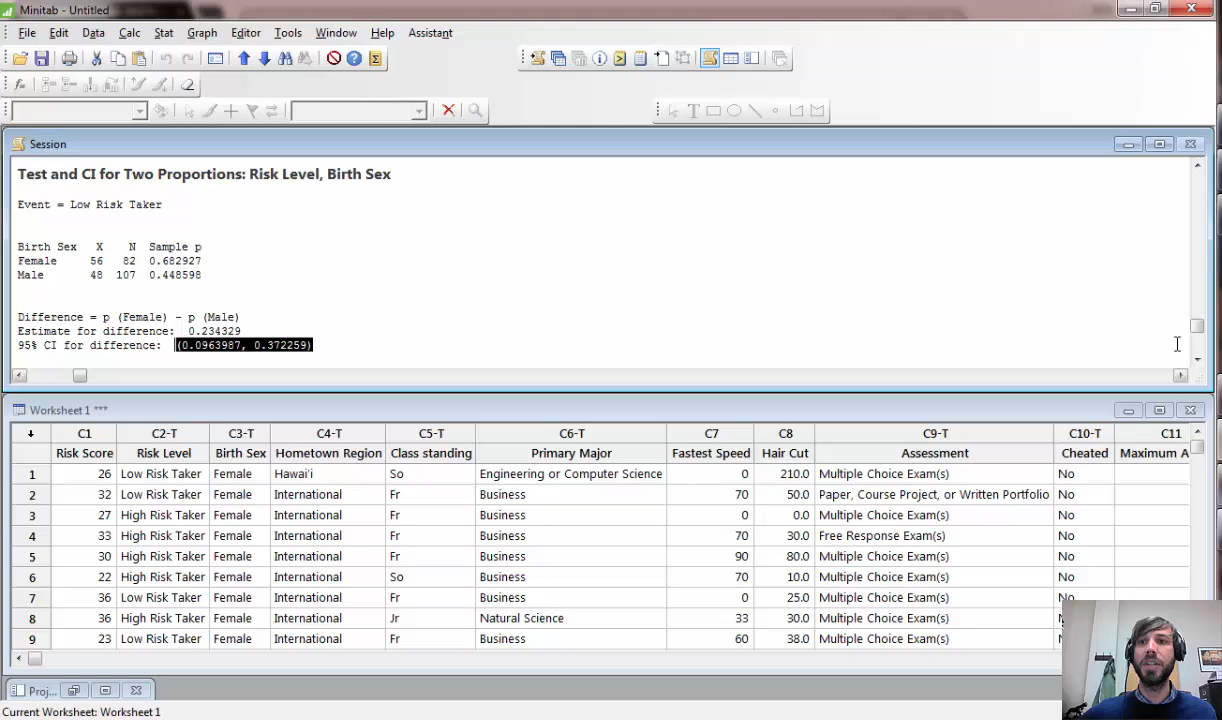 Minitab - Untitled
File Edit Data Calc Stat Graph Editor Tools Window Help Assistant
Session
Test and CI for Two Proportions: Risk Level, Birth Sex
Event = Low Risk Taker
Birth Sex X N Sample p
Female 56 82 0.682927
Male 48 107 0.448598
Difference = p (Female) - p (Male)
Estimate for difference: 0.234329
95% CI for difference: (0.0963987, 0.372259)
Worksheet 1 ***
C1 C2-T C3-T C4-T C5-T C6-T C7 C8 C9-T C10-T C11
Risk Score Risk Level Birth Sex Hometown Region Class standing Primary Major Fastest Speed Hair Cut Assessment Cheated Maximum A
1 26 Low Risk Taker Female Hawai'i So Engineering or Computer Science 0 210.0 Multiple Choice Exam(s) No
2 32 Low Risk Taker Female International Fr Business 70 50.0 Paper, Course Project, or Written Portfolio No
3 27 High Risk Taker Female International Fr Business 0 0.0 Multiple Choice Exam(s) No
4 33 High Risk Taker Female International Fr Business 70 30.0 Free Response Exam(s) No
5 30 High Risk Taker Female International Fr Business 90 80.0 Multiple Choice Exam(s) No
6 22 High Risk Taker Female International So Business 70 10.0 Multiple Choice Exam(s) No
7 36 Low Risk Taker Female International Fr Business 0 25.0 Multiple Choice Exam(s) No
8 36 High Risk Taker Female International Jr Natural Science 33 30.0 Multiple Choice Exam(s)
9 23 Low Risk Taker Female International Fr Business 60 38.0 Multiple Choice Exam(s)
Proj...
Current Worksheet: Worksheet 1